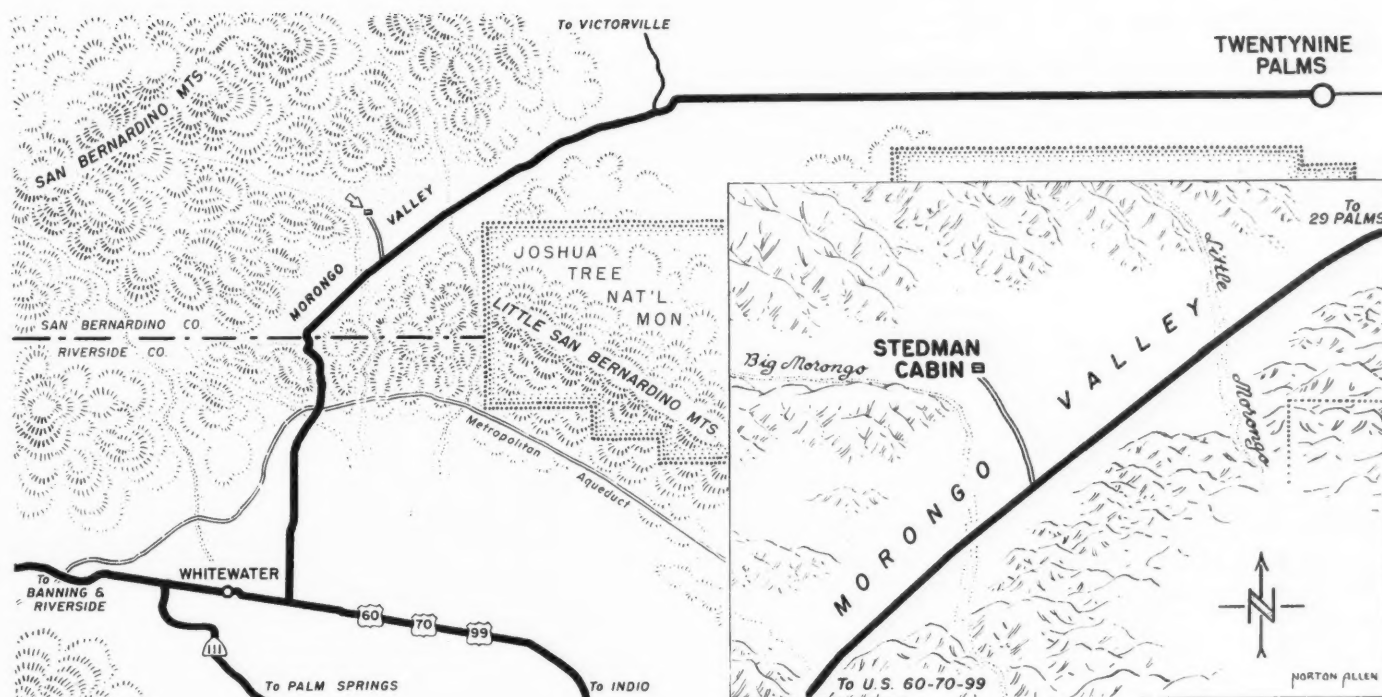 To VICTORVILLE
TWENTYNINE
PALMS
SAN BERNARDINO MTS
MORONGO VALLEY
JOSHUA
TREE
NAT'L.
MON
LITTLE SAN BERNARDINO MTS
SAN BERNARDINO CO.
RIVERSIDE CO.
Metropolitan
Aqueduct
WHITEWATER
To
BANNING &
RIVERSIDE
60
70
99
111
To PALM SPRINGS
To INDIO
To
29 PALMS
Little
Morongo
STEDMAN
CABIN
Big Morongo
MORONGO VALLEY
N
To U.S. 60-70-99
NORTON ALLEN